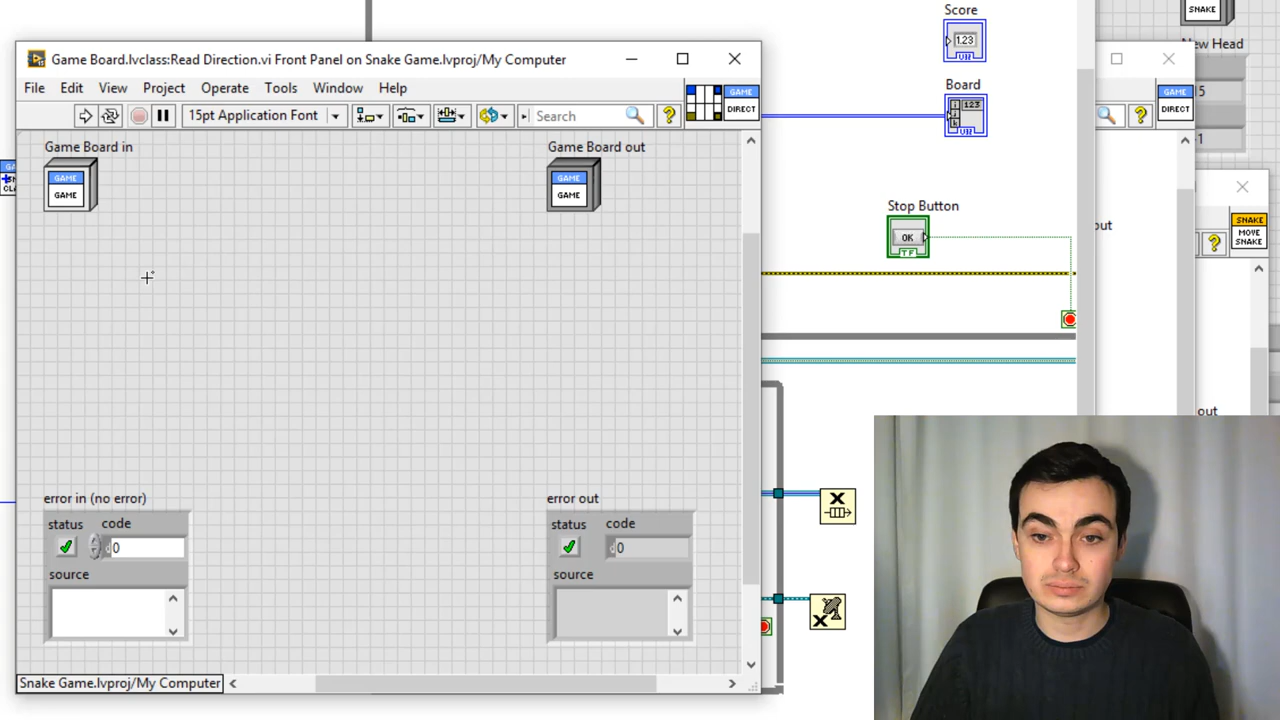 Score
SNAKE
New Head
Game Board.lvclass:Read Direction.vi Front Panel on Snake Game.lvproj/My Computer
File Edit View Project Operate Tools Window Help
GAME
DIRECT
15pt Application Font
Search
Game Board in
Game Board out
GAME
GAME
GAME
GAME
error in (no error)
error out
status code
status code
0
0
source
source
Snake Game.lvproj/My Computer
1.23
Board
123
Stop Button
OK
TF
GAME
DIRECT
5
-1
out
SNAKE
MOVE
SNAKE
out